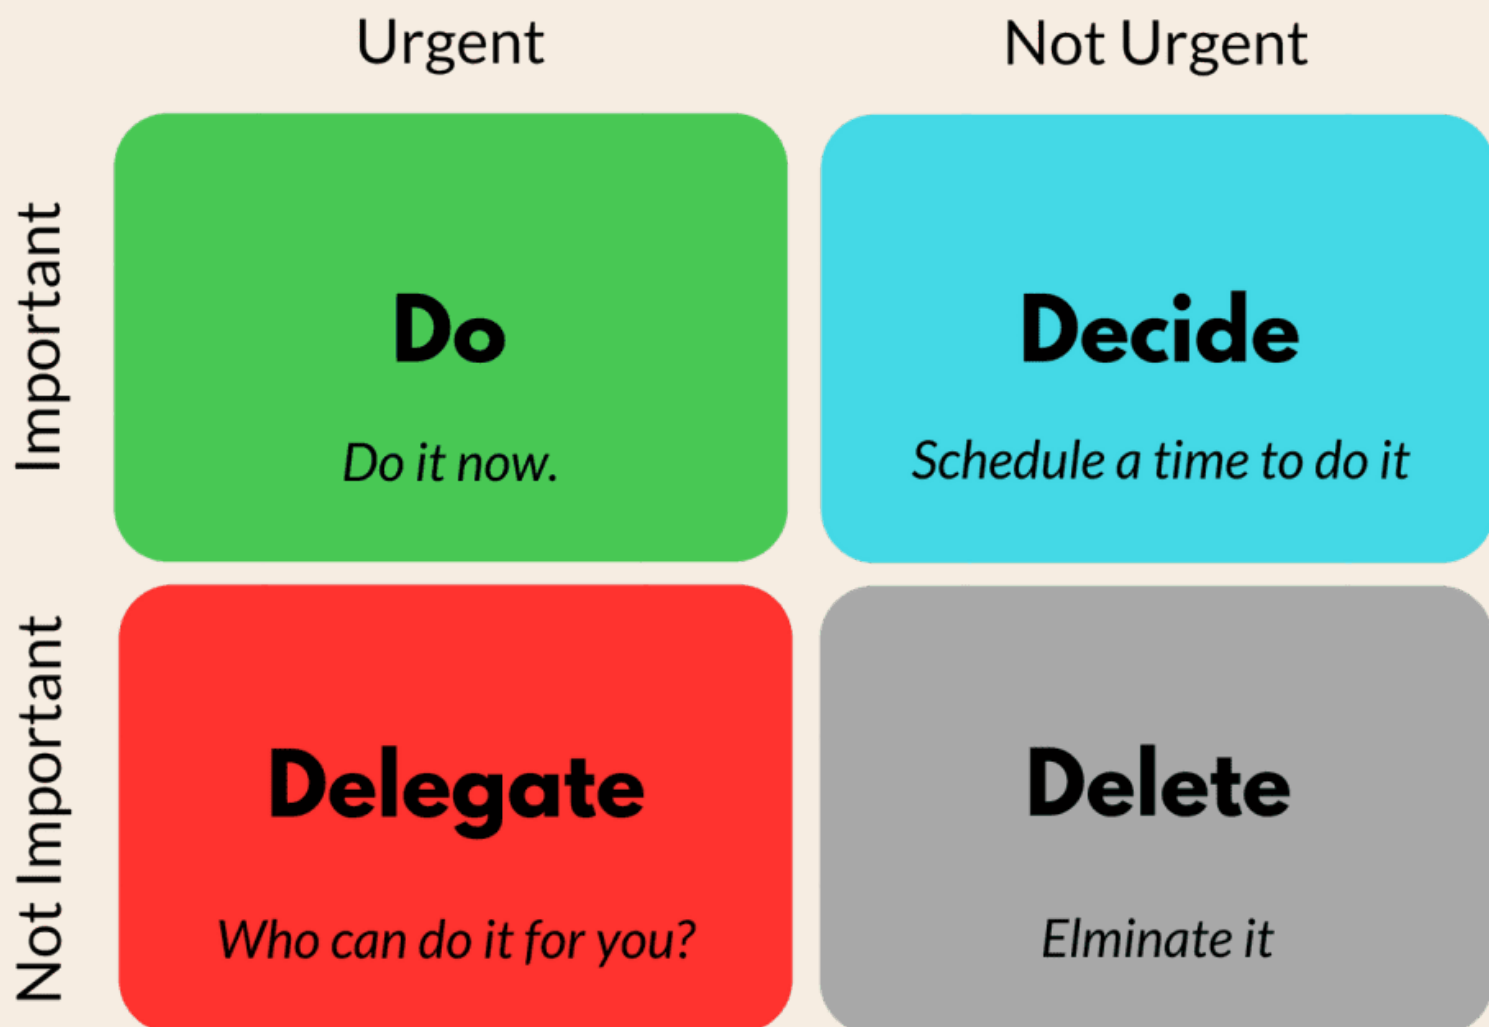 Urgent
Not Urgent
Important
Do
Do it now.
Decide
Schedule a time to do it
Not Important
Delegate
Who can do it for you?
Delete
Elminate it